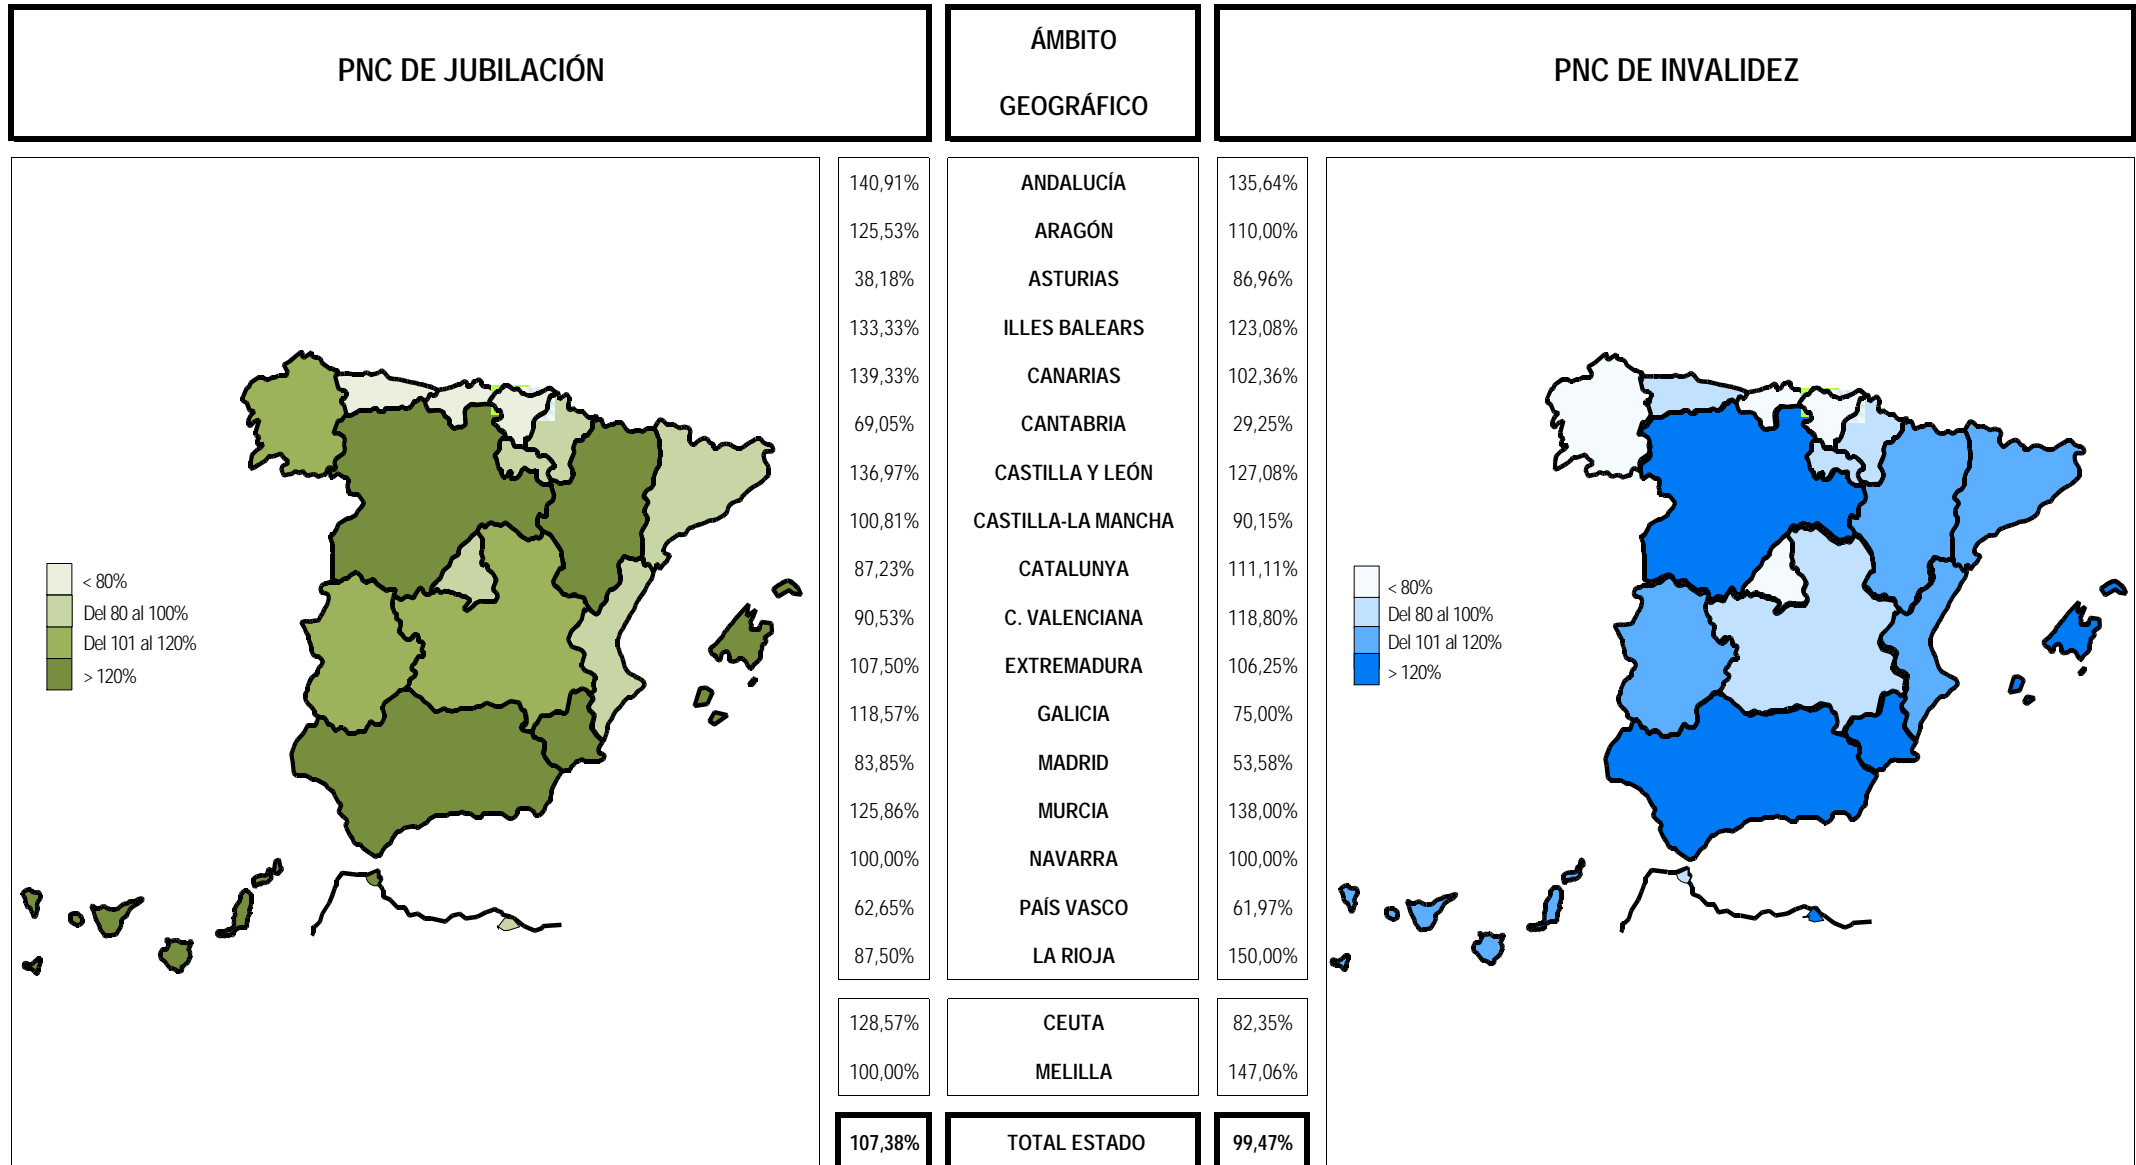 PNC DE JUBILACIÓN
ÁMBITO
GEOGRÁFICO
PNC DE INVALIDEZ
140,91% ANDALUCÍA 135,64%
125,53% ARAGÓN 110,00%
38,18% ASTURIAS 86,96%
133,33% ILLES BALEARS 123,08%
139,33% CANARIAS 102,36%
69,05% CANTABRIA 29,25%
136,97% CASTILLA Y LEÓN 127,08%
100,81% CASTILLA-LA MANCHA 90,15%
87,23% CATALUNYA 111,11%
90,53% C. VALENCIANA 118,80%
107,50% EXTREMADURA 106,25%
118,57% GALICIA 75,00%
83,85% MADRID 53,58%
125,86% MURCIA 138,00%
100,00% NAVARRA 100,00%
62,65% PAÍS VASCO 61,97%
87,50% LA RIOJA 150,00%
128,57% CEUTA 82,35%
100,00% MELILLA 147,06%
107,38% TOTAL ESTADO 99,47%
< 80%
Del 80 al 100%
Del 101 al 120%
> 120%
< 80%
Del 80 al 100%
Del 101 al 120%
> 120%